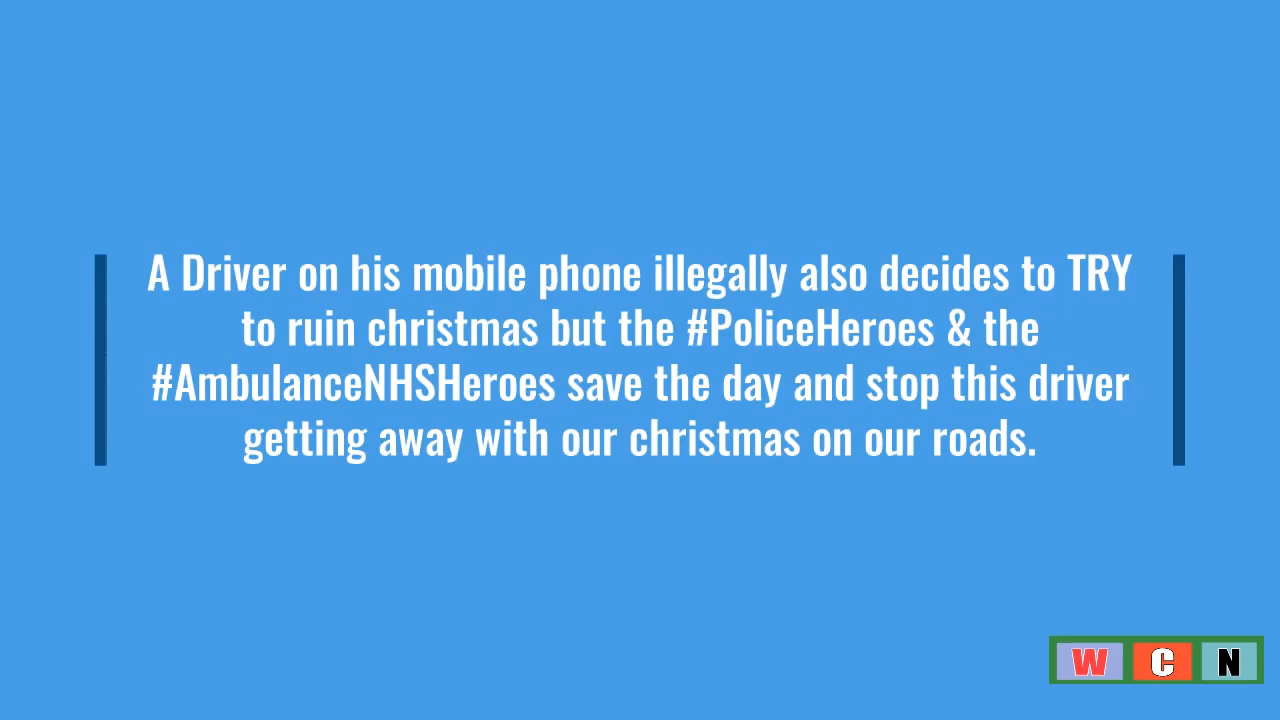 A Driver on his mobile phone illegally also decides to TRY
to ruin christmas but the #PoliceHeroes & the
#AmbulanceNHSHeroes save the day and stop this driver
getting away with our christmas on our roads.
W C N